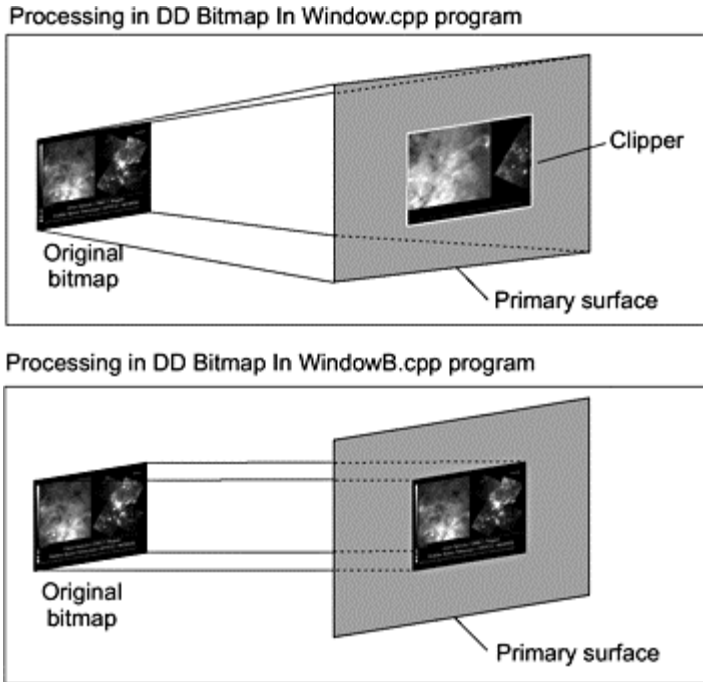 Processing in DD Bitmap In Window.cpp program
Clipper
Original
bitmap
Primary surface
Processing in DD Bitmap In WindowB.cpp program
Original
bitmap
Primary surface